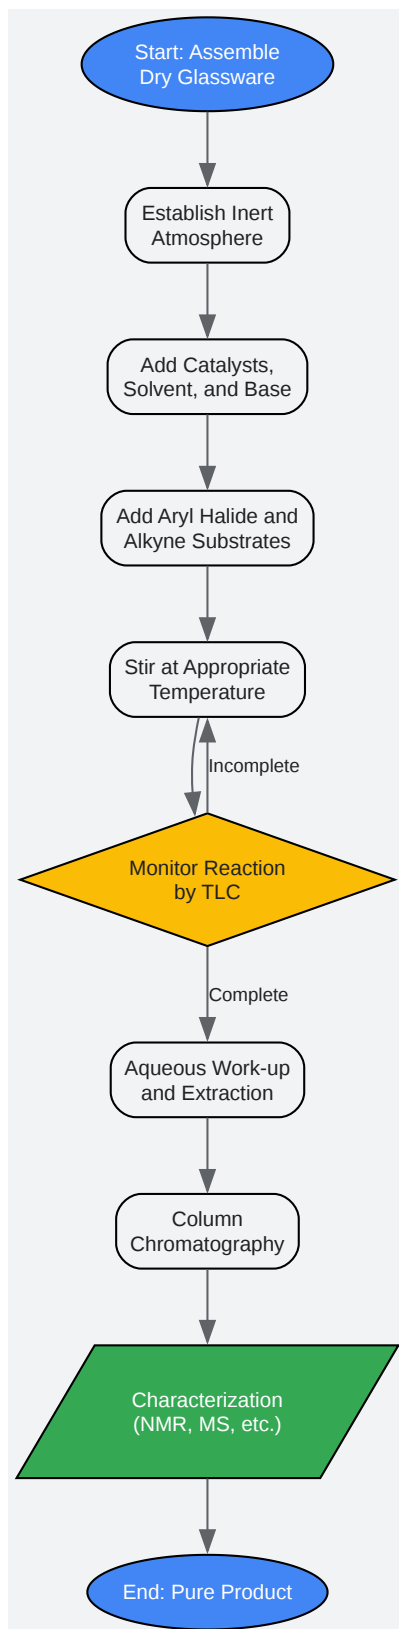 Start: Assemble
Dry Glassware
Establish Inert
Atmosphere
Add Catalysts,
Solvent, and Base
Add Aryl Halide and
Alkyne Substrates
Stir at Appropriate
Temperature
Incomplete
Monitor Reaction
by TLC
Complete
Aqueous Work-up
and Extraction
Column
Chromatography
Characterization
(NMR, MS, etc.)
End: Pure Product